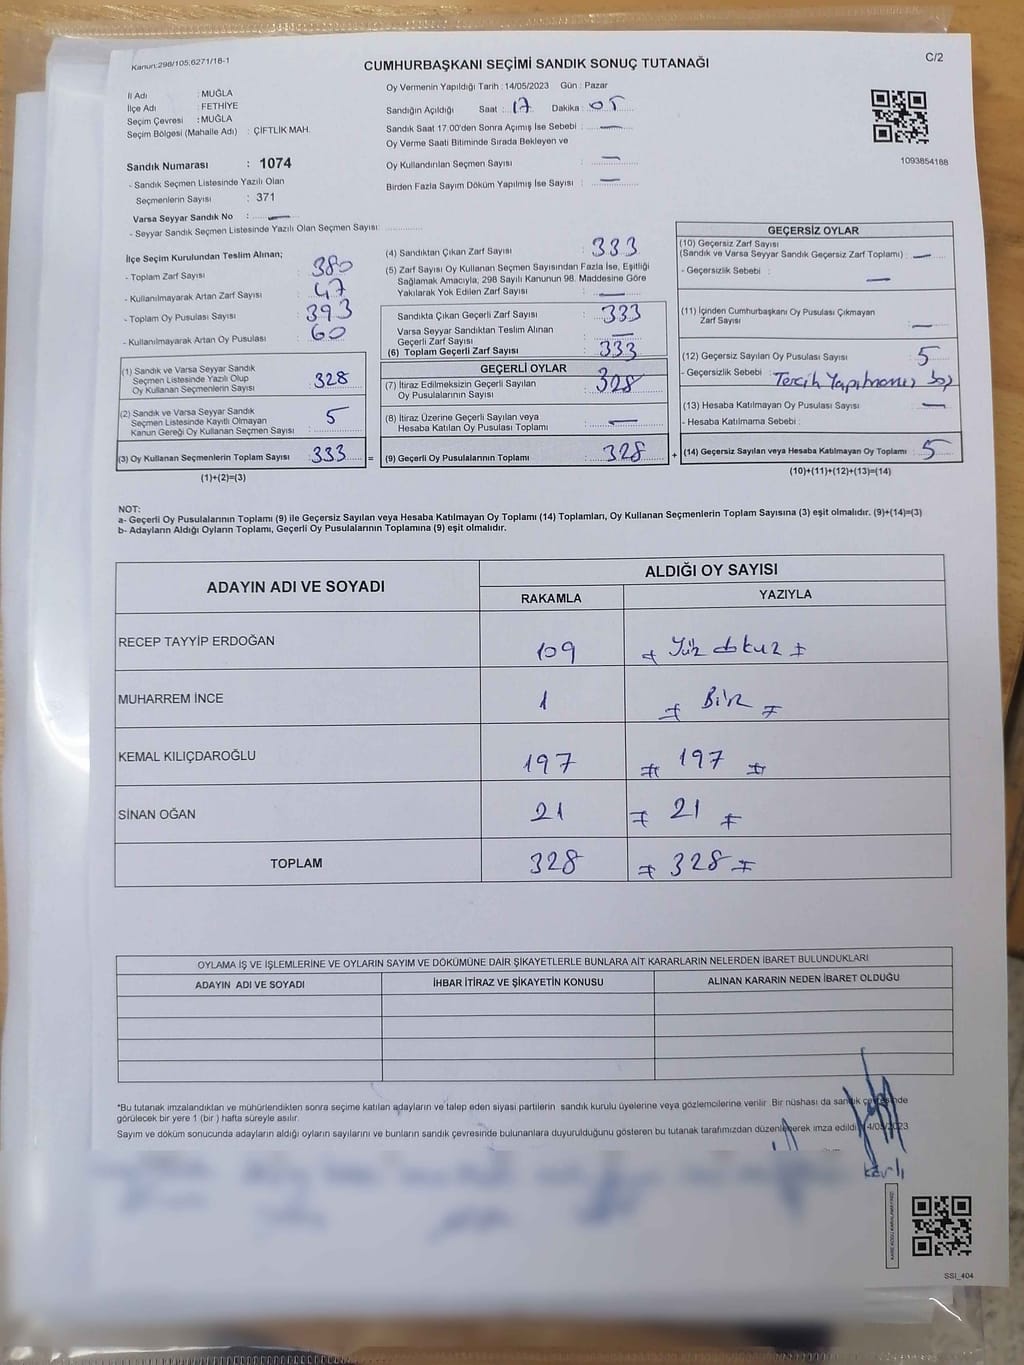 Kanun:298/105,6271/18-1
CUMHURBAŞKANI SEÇİMİ SANDIK SONUÇ TUTANAĞI
C/2
İl Adı : MUĞLA
İlçe Adı : FETHİYE
Seçim Çevresi : MUĞLA
Seçim Bölgesi (Mahalle Adı) : ÇİFTLİK MAH.
Sandık Numarası : 1074
- Sandık Seçmen Listesinde Yazılı Olan
Seçmenlerin Sayısı : 371
Varsa Seyyar Sandık No : —
- Seyyar Sandık Seçmen Listesinde Yazılı Olan Seçmen Sayısı:
Oy Vermenin Yapıldığı Tarih : 14/05/2023 Gün : Pazar
Sandığın Açıldığı Saat : 17 Dakika : 05
Sandık Saat 17.00'den Sonra Açımış İse Sebebi : —
Oy Verme Saati Bitiminde Sırada Bekleyen ve
Oy Kullandırılan Seçmen Sayısı : —
Birden Fazla Sayım Döküm Yapılmış İse Sayısı : —
1093854188
İlçe Seçim Kurulundan Teslim Alınan;
- Toplam Zarf Sayısı : 380
- Kullanılmayarak Artan Zarf Sayısı : 47
- Toplam Oy Pusulası Sayısı : 393
- Kullanılmayarak Artan Oy Pusulası : 60
(1) Sandık ve Varsa Seyyar Sandık
Seçmen Listesinde Yazılı Olup
Oy Kullanan Seçmenlerin Sayısı : 328
(2) Sandık ve Varsa Seyyar Sandık
Seçmen Listesinde Kayıtlı Olmayan
Kanun Gereği Oy Kullanan Seçmen Sayısı : 5
(3) Oy Kullanan Seçmenlerin Toplam Sayısı : 333
(1)+(2)=(3)
(4) Sandıktan Çıkan Zarf Sayısı : 333
(5) Zarf Sayısı Oy Kullanan Seçmen Sayısından Fazla İse, Eşitliği
Sağlamak Amacıyla, 298 Sayılı Kanunun 98. Maddesine Göre
Yakılarak Yok Edilen Zarf Sayısı : —
Sandıkta Çıkan Geçerli Zarf Sayısı : 333
Varsa Seyyar Sandıktan Teslim Alınan
Geçerli Zarf Sayısı : —
(6) Toplam Geçerli Zarf Sayısı : 333
GEÇERLİ OYLAR
(7) İtiraz Edilmeksizin Geçerli Sayılan
Oy Pusulalarının Sayısı : 328
(8) İtiraz Üzerine Geçerli Sayılan veya
Hesaba Katılan Oy Pusulası Toplamı : —
= (9) Geçerli Oy Pusulalarının Toplamı : 328
GEÇERSİZ OYLAR
(10) Geçersiz Zarf Sayısı
(Sandık ve Varsa Seyyar Sandık Geçersiz Zarf Toplamı) : —
- Geçersizlik Sebebi : —
(11) İçinden Cumhurbaşkanı Oy Pusulası Çıkmayan
Zarf Sayısı : —
(12) Geçersiz Sayılan Oy Pusulası Sayısı : 5
- Geçersizlik Sebebi : Tercih Yapılmamış boş
(13) Hesaba Katılmayan Oy Pusulası Sayısı : —
- Hesaba Katılmama Sebebi :
+ (14) Geçersiz Sayılan veya Hesaba Katılmayan Oy Toplamı : 5
(10)+(11)+(12)+(13)=(14)
NOT:
a- Geçerli Oy Pusulalarının Toplamı (9) ile Geçersiz Sayılan veya Hesaba Katılmayan Oy Toplamı (14) Toplamları, Oy Kullanan Seçmenlerin Toplam Sayısına (3) eşit olmalıdır. (9)+(14)=(3)
b- Adayların Aldığı Oyların Toplamı, Geçerli Oy Pusulalarının Toplamına (9) eşit olmalıdır.
ADAYIN ADI VE SOYADI
ALDIĞI OY SAYISI
RAKAMLA YAZIYLA
RECEP TAYYİP ERDOĞAN 109 Yüz dokuz
MUHARREM İNCE 1 Bir
KEMAL KILIÇDAROĞLU 197 197
SİNAN OĞAN 21 21
TOPLAM 328 328
OYLAMA İŞ VE İŞLEMLERİNE VE OYLARIN SAYIM VE DÖKÜMÜNE DAİR ŞİKAYETLERLE BUNLARA AİT KARARLARIN NELERDEN İBARET BULUNDUKLARI
ADAYIN ADI VE SOYADI İHBAR İTİRAZ VE ŞİKAYETİN KONUSU ALINAN KARARIN NEDEN İBARET OLDUĞU
*Bu tutanak imzalandıktan ve mühürlendikten sonra seçime katılan adayların ve talep eden siyasi partilerin sandık kurulu üyelerine veya gözlemcilerine verilir. Bir nüshası da sandık çevresinde
görülecek bir yere 1 (bir ) hafta süreyle asılır.
Sayım ve döküm sonucunda adayların aldığı oyların sayılarını ve bunların sandık çevresinde bulunanlara duyurulduğunu gösteren bu tutanak tarafımızdan düzenlenerek imza edildi.
SSI_404